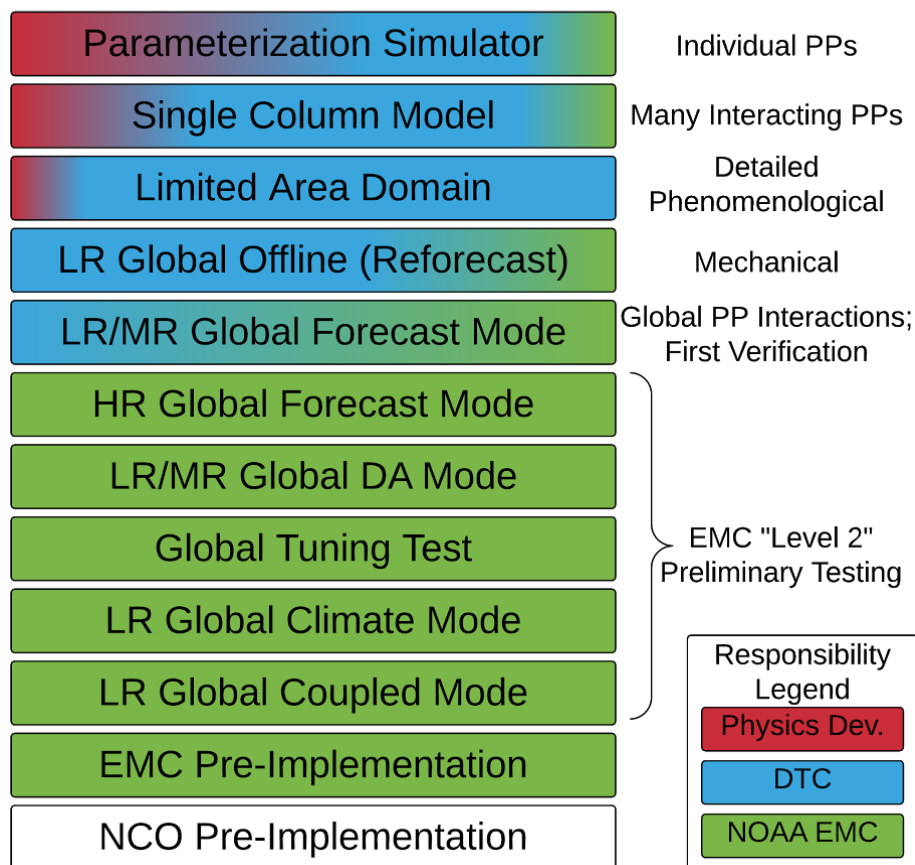 Parameterization Simulator
Individual PPs
Single Column Model
Many Interacting PPs
Limited Area Domain
Detailed
Phenomenological
LR Global Offline (Reforecast)
Mechanical
LR/MR Global Forecast Mode
Global PP Interactions;
First Verification
HR Global Forecast Mode
LR/MR Global DA Mode
Global Tuning Test
LR Global Climate Mode
LR Global Coupled Mode
EMC "Level 2"
Preliminary Testing
EMC Pre-Implementation
NCO Pre-Implementation
Responsibility
Legend
Physics Dev.
DTC
NOAA EMC